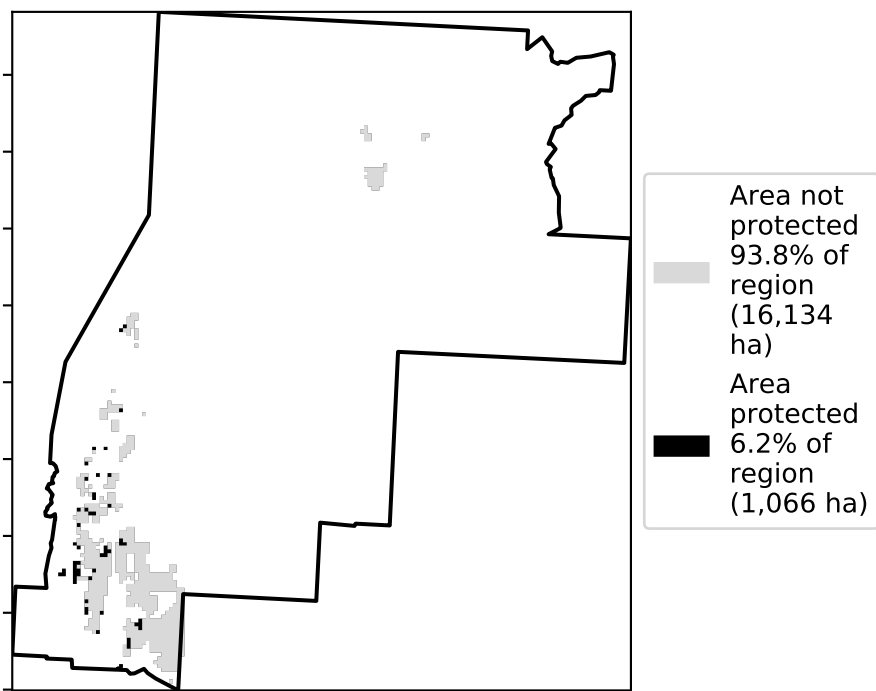 Area not
protected
93.8% of
region
(16,134
ha)
Area
protected
6.2% of
region
(1,066 ha)